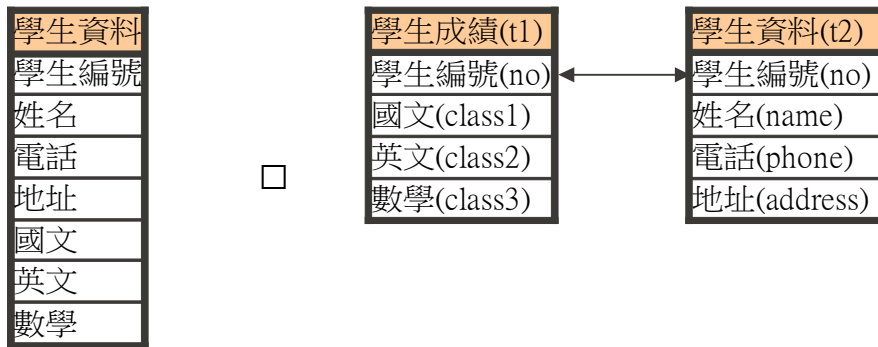 學生資料
學生編號
姓名
電話
地址
國文
英文
數學
學生成績(t1)
學生編號(no)
國文(class1)
英文(class2)
數學(class3)
學生資料(t2)
學生編號(no)
姓名(name)
電話(phone)
地址(address)